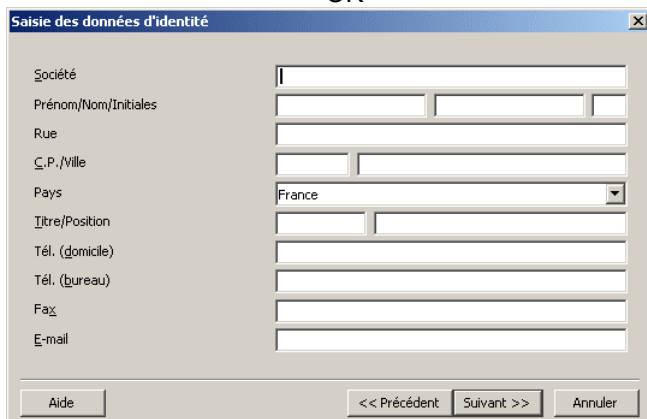 OK
Saisie des données d'identité
Société
Prénom/Nom/Initiales
Rue
C.P./Ville
Pays France
Titre/Position
Tél. (domicile)
Tél. (bureau)
Fax
E-mail
Aide << Précédent Suivant >> Annuler